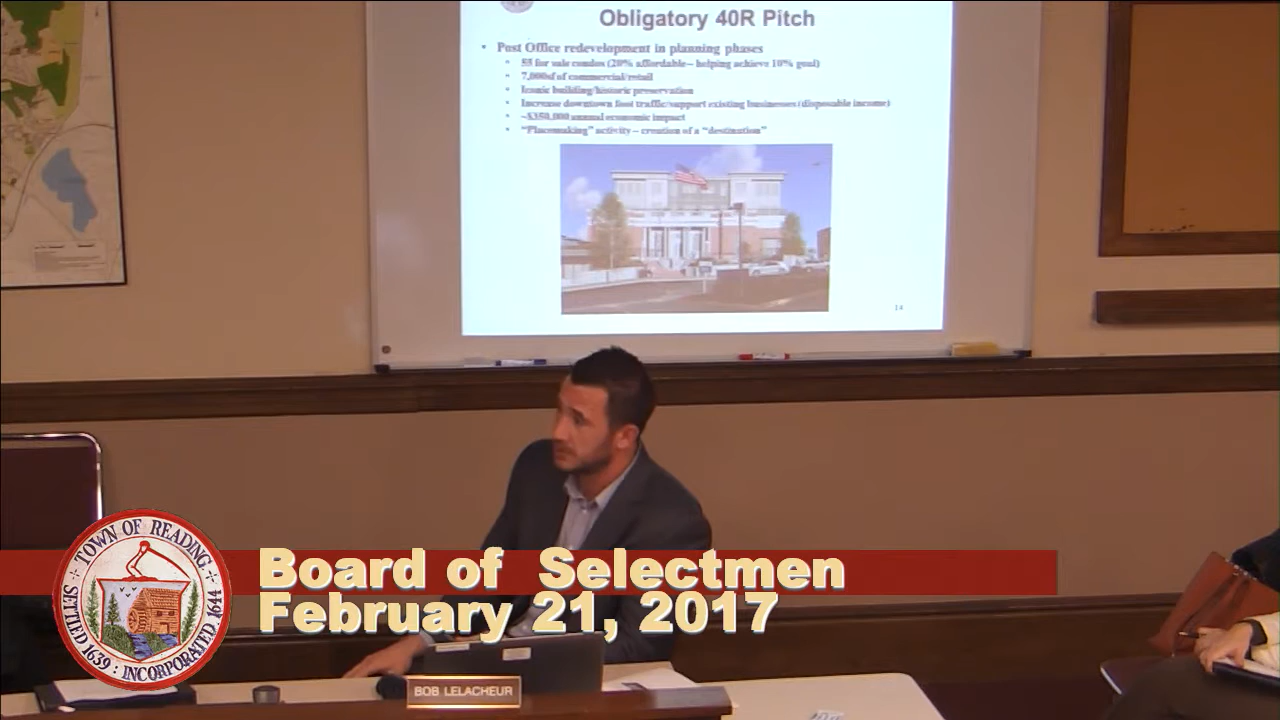 Obligatory 40R Pitch
• Post Office redevelopment in planning phases
55 for sale condos (20% affordable– helping achieve 10% goal)
7,000sf of commercial/retail
Iconic building/historic preservation
Increase downtown foot traffic/support existing businesses (disposable income)
~$350,000 annual economic impact
"Placemaking" activity – creation of a "destination"
14
TOWN OF READING
SETTLED 1639 : INCORPORATED 1644
Board of Selectmen
February 21, 2017
BOB LELACHEUR